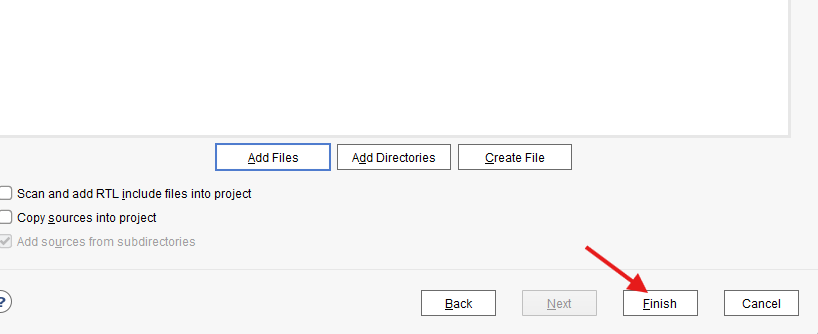 Add Files
Add Directories
Create File
Scan and add RTL include files into project
Copy sources into project
Add sources from subdirectories
?
Back
Next
Finish
Cancel